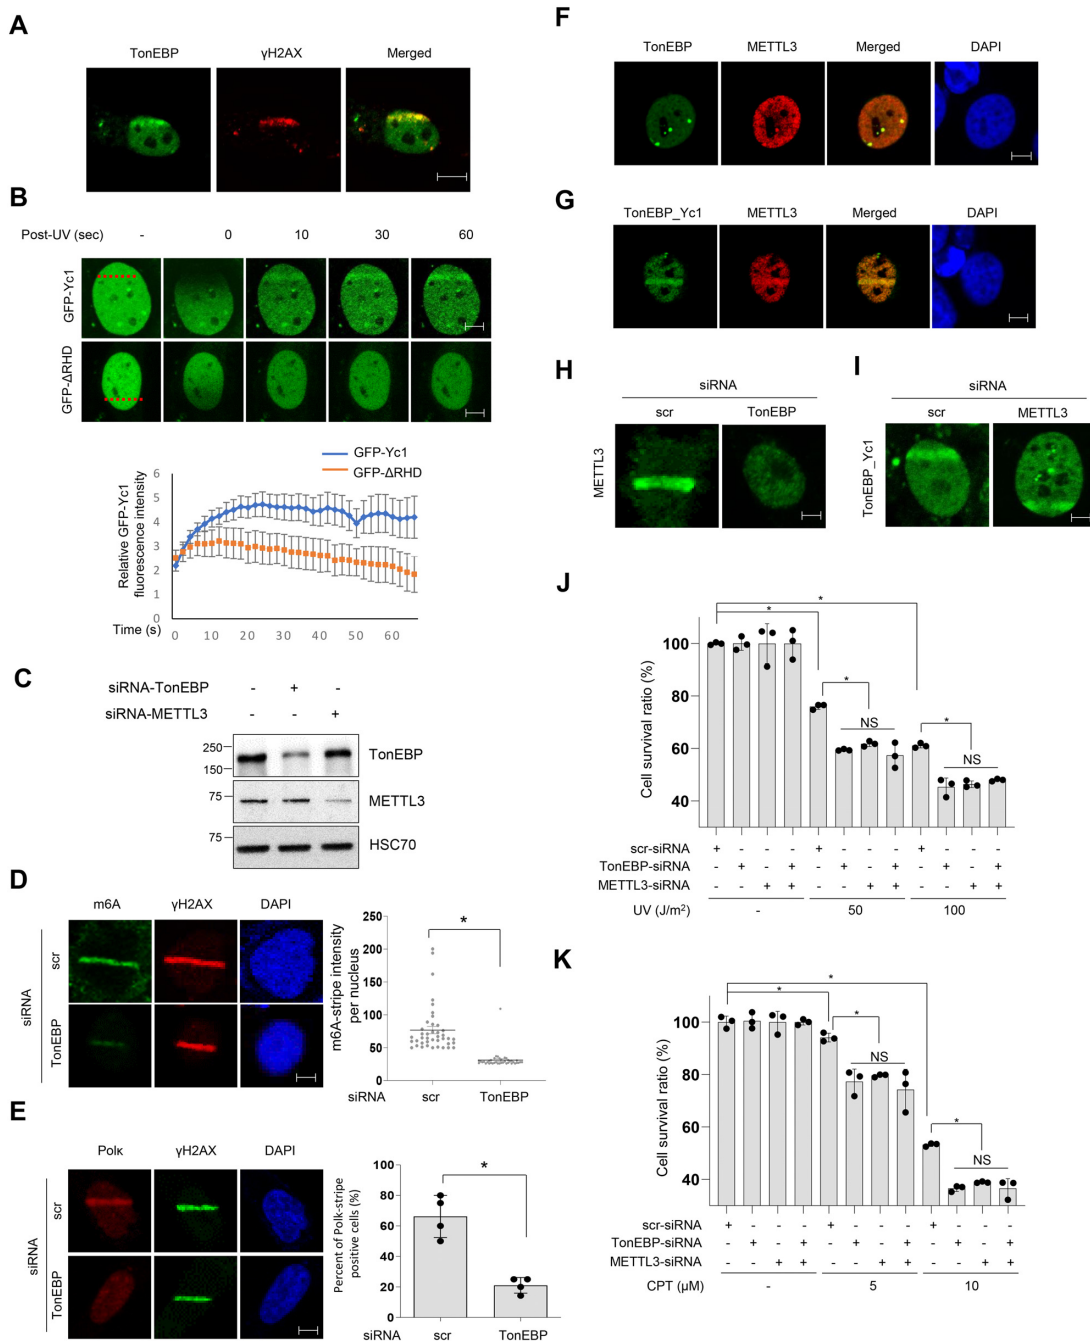 A
TonEBP γH2AX Merged
B
Post-UV (sec) - 0 10 30 60
GFP-Yc1
GFP-ΔRHD
GFP-Yc1
GFP-ΔRHD
Relative GFP-Yc1
fluorescence intensity
6
5
4
3
2
1
0
Time (s) 0 10 20 30 40 50 60
C
siRNA-TonEBP - + -
siRNA-METTL3 - - +
250
150
TonEBP
75
METTL3
75
HSC70
D
m6A γH2AX DAPI
siRNA
scr
TonEBP
m6A-stripe intensity
per nucleus
250
200
150
100
50
0
*
siRNA scr TonEBP
E
Polκ γH2AX DAPI
siRNA
scr
TonEBP
Percent of Polk-stripe
positive cells (%)
100
80
60
40
20
0
*
siRNA scr TonEBP
F
TonEBP METTL3 Merged DAPI
G
TonEBP_Yc1 METTL3 Merged DAPI
H
siRNA
scr TonEBP
METTL3
I
siRNA
scr METTL3
TonEBP_Yc1
J
Cell survival ratio (%)
100
80
60
40
*
*
*
NS
*
NS
scr-siRNA + - - - + - - - + - - -
TonEBP-siRNA - + - + - + - + - + - +
METTL3-siRNA - - + + - - + + - - + +
UV (J/m²) - 50 100
K
Cell survival ratio (%)
100
80
60
40
*
*
*
NS
*
NS
scr-siRNA + - - - + - - - + - - -
TonEBP-siRNA - + - + - + - + - + - +
METTL3-siRNA - - + + - - + + - - + +
CPT (μM) - 5 10